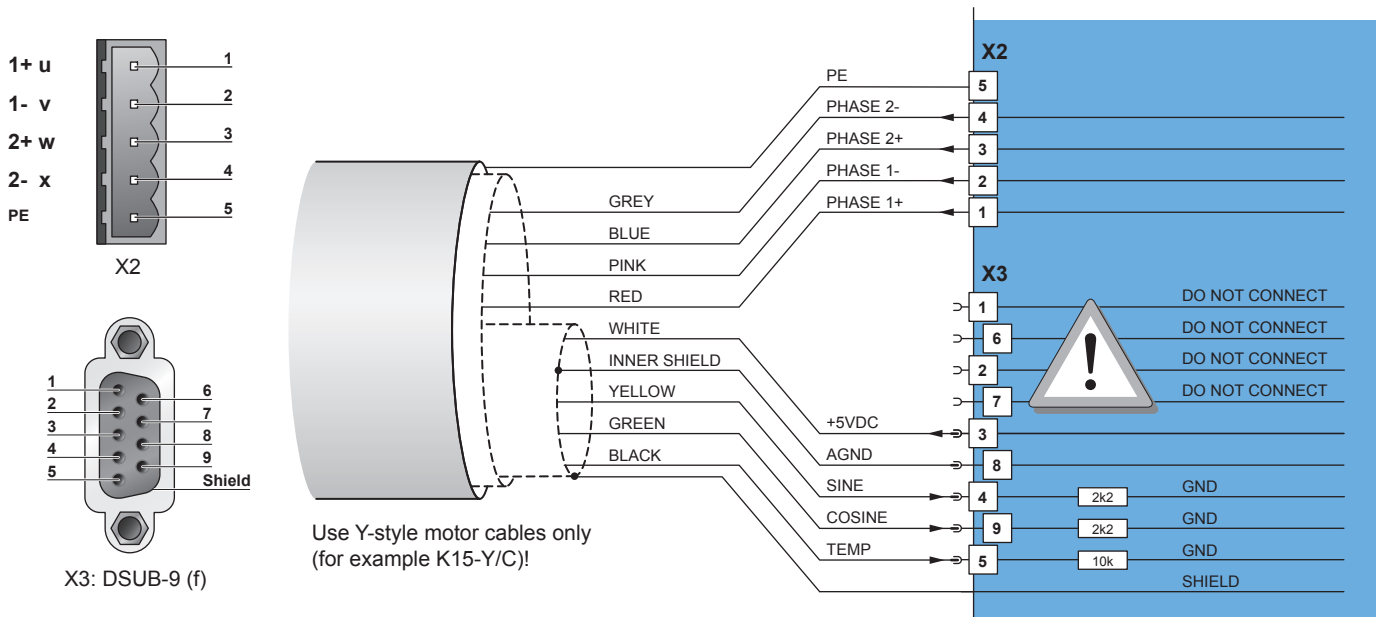 1+ u
1
1- v
2
2+ w
3
2- x
4
PE
5
X2
1
2
3
4
5
6
7
8
9
Shield
X3: DSUB-9 (f)
GREY
BLUE
PINK
RED
WHITE
INNER SHIELD
YELLOW
GREEN
BLACK
Use Y-style motor cables only
(for example K15-Y/C)!
X2
PE
5
PHASE 2-
4
PHASE 2+
3
PHASE 1-
2
PHASE 1+
1
X3
1
DO NOT CONNECT
6
DO NOT CONNECT
2
DO NOT CONNECT
7
DO NOT CONNECT
!
+5VDC
3
AGND
8
SINE
4
2k2
GND
COSINE
9
2k2
GND
TEMP
5
10k
GND
SHIELD